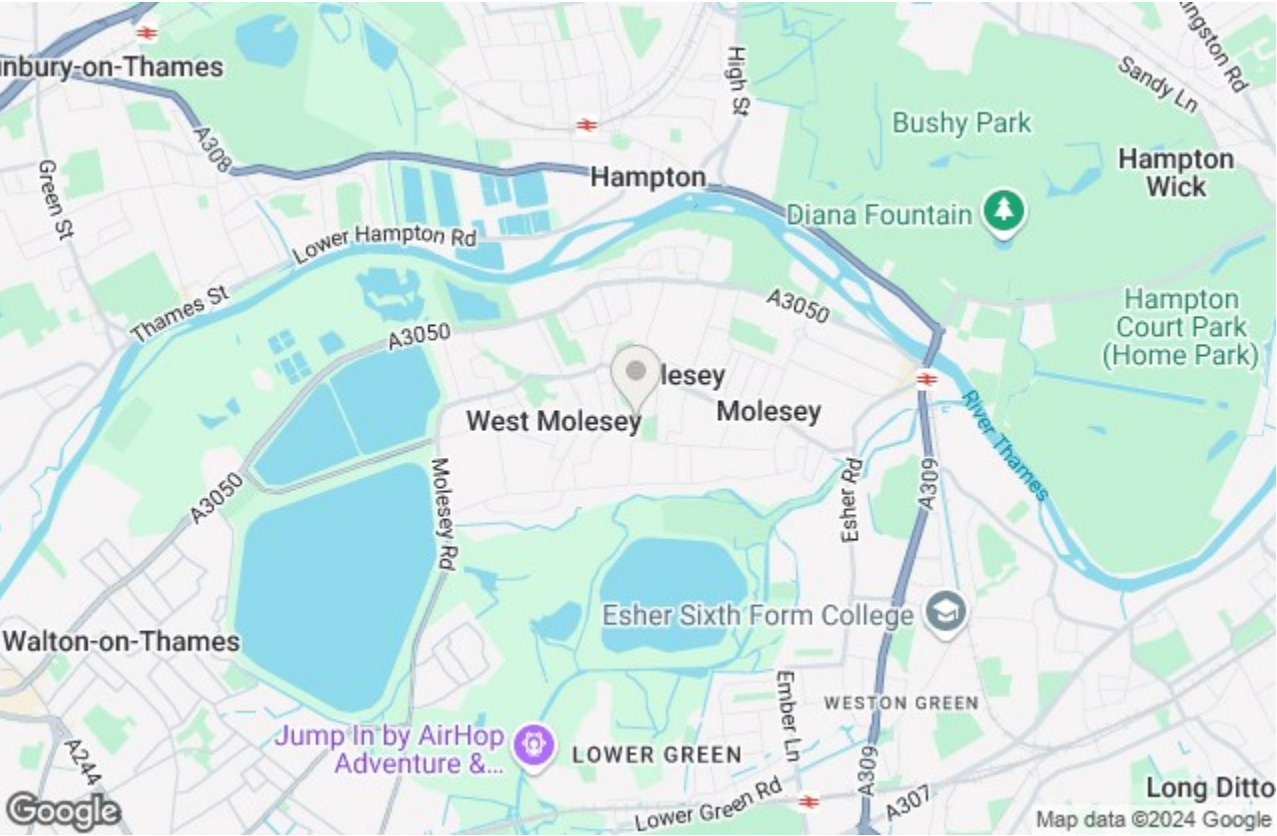 nbury-on-Thames
High St
Kingston Rd
Sandy Ln
A308
Bushy Park
Green St
Hampton
Hampton
Wick
Diana Fountain
Lower Hampton Rd
Thames St
A3050
A3050
Hampton
Court Park
(Home Park)
lesey
West Molesey
Molesey
River Thames
A3050
Molesey Rd
Esher Rd
A309
Esher Sixth Form College
Walton-on-Thames
Ember Ln
WESTON GREEN
Jump In by AirHop
Adventure &...
LOWER GREEN
A244
A309
Lower Green Rd
A307
Long Ditto
Google
Map data ©2024 Google